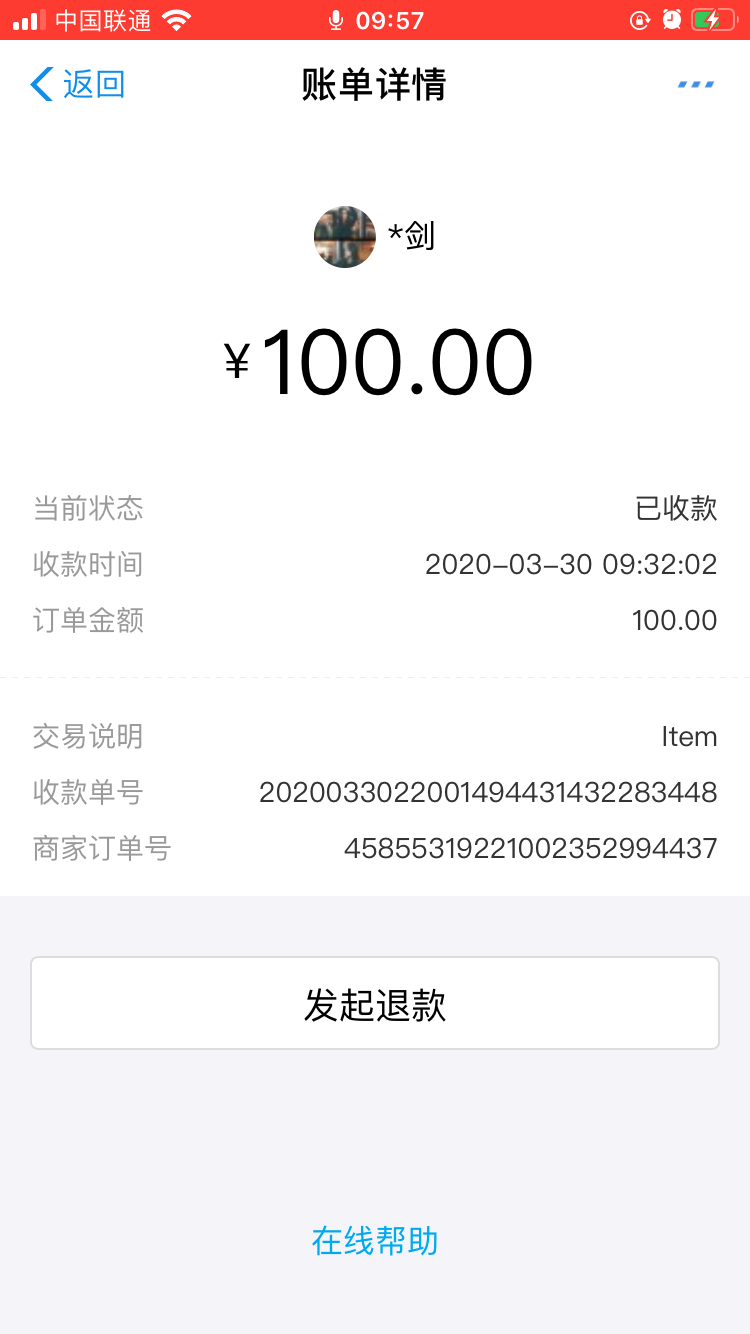 中国联通 09:57
返回 账单详情
*剑
¥100.00
当前状态 已收款
收款时间 2020-03-30 09:32:02
订单金额 100.00
交易说明 Item
收款单号 2020033022001494431432283448
商家订单号 45855319221002352994437
发起退款
在线帮助